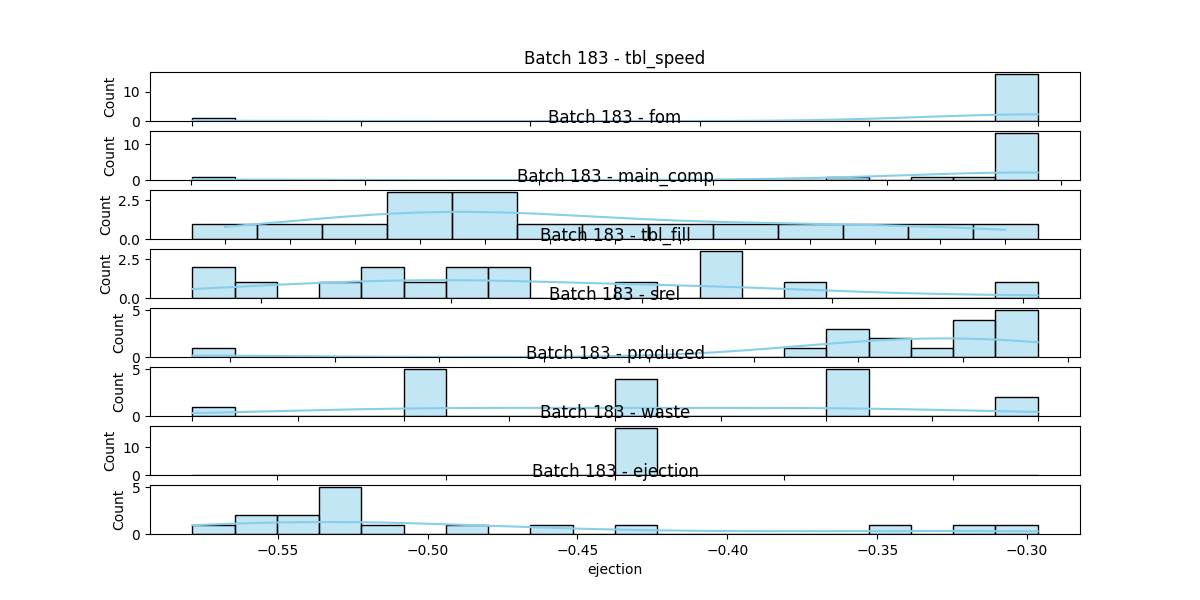 Batch 183 - tbl_speed
Count
10
0
Batch 183 - fom
Count
10
0
Batch 183 - main_comp
Count
2.5
0.0
Batch 183 - tbl_fill
Count
2.5
0.0
Batch 183 - srel
Count
5
0
Batch 183 - produced
Count
5
0
Batch 183 - waste
Count
10
0
Batch 183 - ejection
Count
5
0
−0.55 −0.50 −0.45 −0.40 −0.35 −0.30
ejection